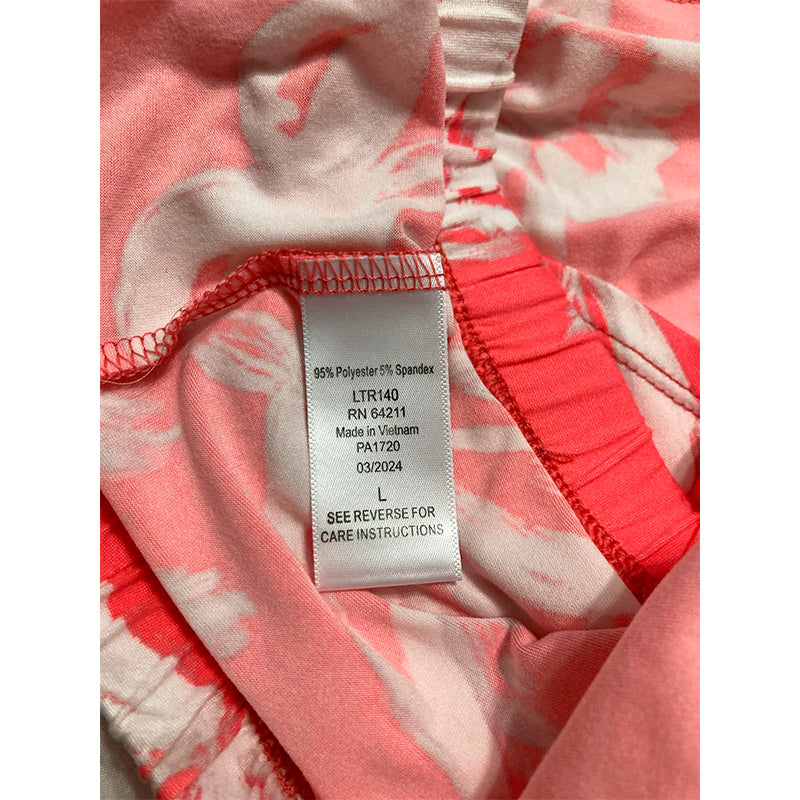 95% Polyester 5% Spandex
LTR140
RN 64211
Made in Vietnam
PA1720
03/2024
L
SEE REVERSE FOR
CARE INSTRUCTIONS